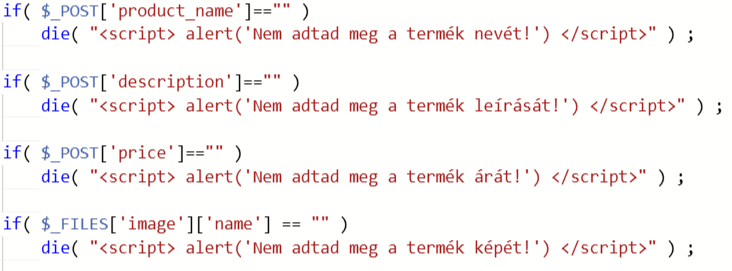 if( $_POST['product_name']=="" )
die( "<script> alert('Nem adtad meg a termék nevét!') </script>" ) ;
if( $_POST['description']=="" )
die( "<script> alert('Nem adtad meg a termék leírását!') </script>" ) ;
if( $_POST['price']=="" )
die( "<script> alert('Nem adtad meg a termék árát!') </script>" ) ;
if( $_FILES['image']['name'] == "" )
die( "<script> alert('Nem adtad meg a termék képét!') </script>" ) ;